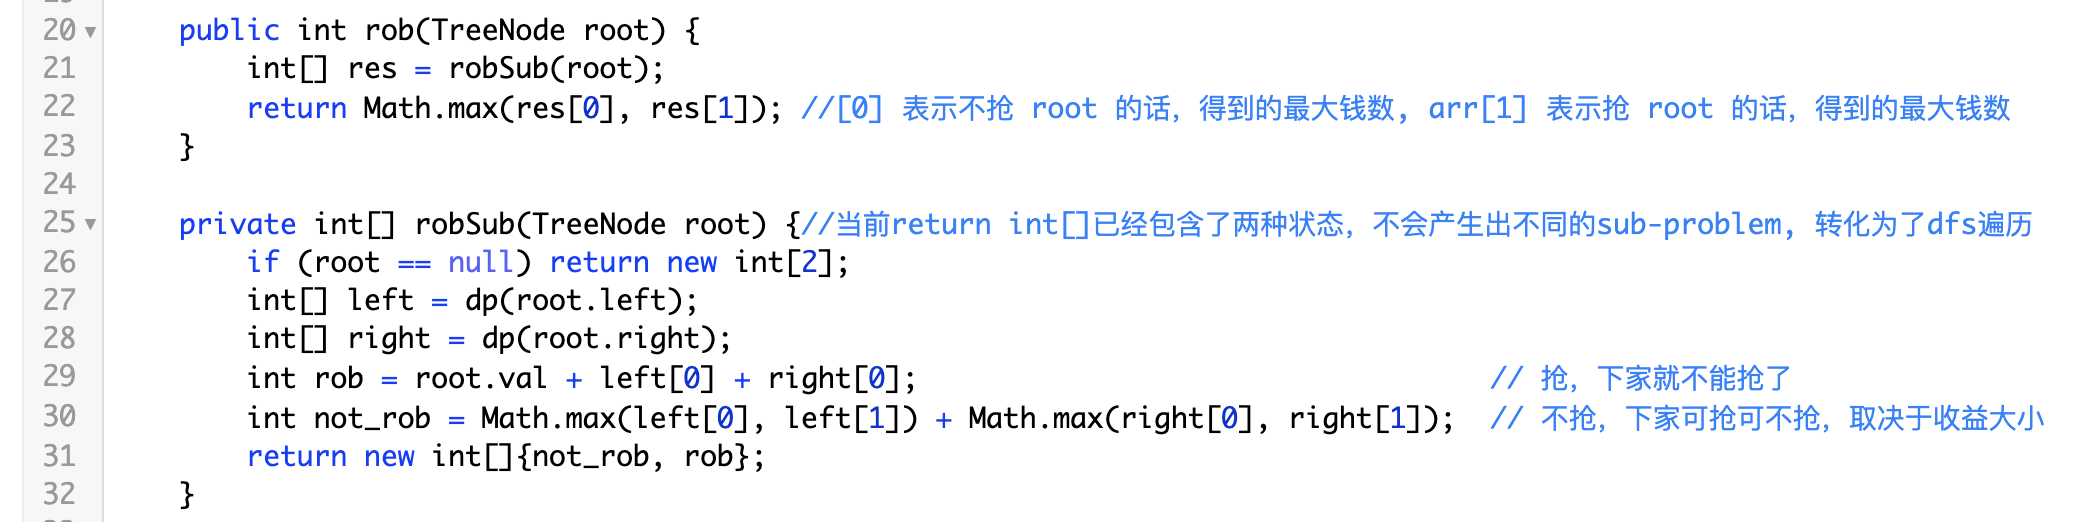 20 public int rob(TreeNode root) {
21 int[] res = robSub(root);
22 return Math.max(res[0], res[1]); //[0] 表示不抢 root 的话，得到的最大钱数, arr[1] 表示抢 root 的话，得到的最大钱数
23 }
24
25 private int[] robSub(TreeNode root) {//当前return int[]已经包含了两种状态，不会产生出不同的sub-problem, 转化为了dfs遍历
26 if (root == null) return new int[2];
27 int[] left = dp(root.left);
28 int[] right = dp(root.right);
29 int rob = root.val + left[0] + right[0]; // 抢，下家就不能抢了
30 int not_rob = Math.max(left[0], left[1]) + Math.max(right[0], right[1]); // 不抢，下家可抢可不抢，取决于收益大小
31 return new int[]{not_rob, rob};
32 }